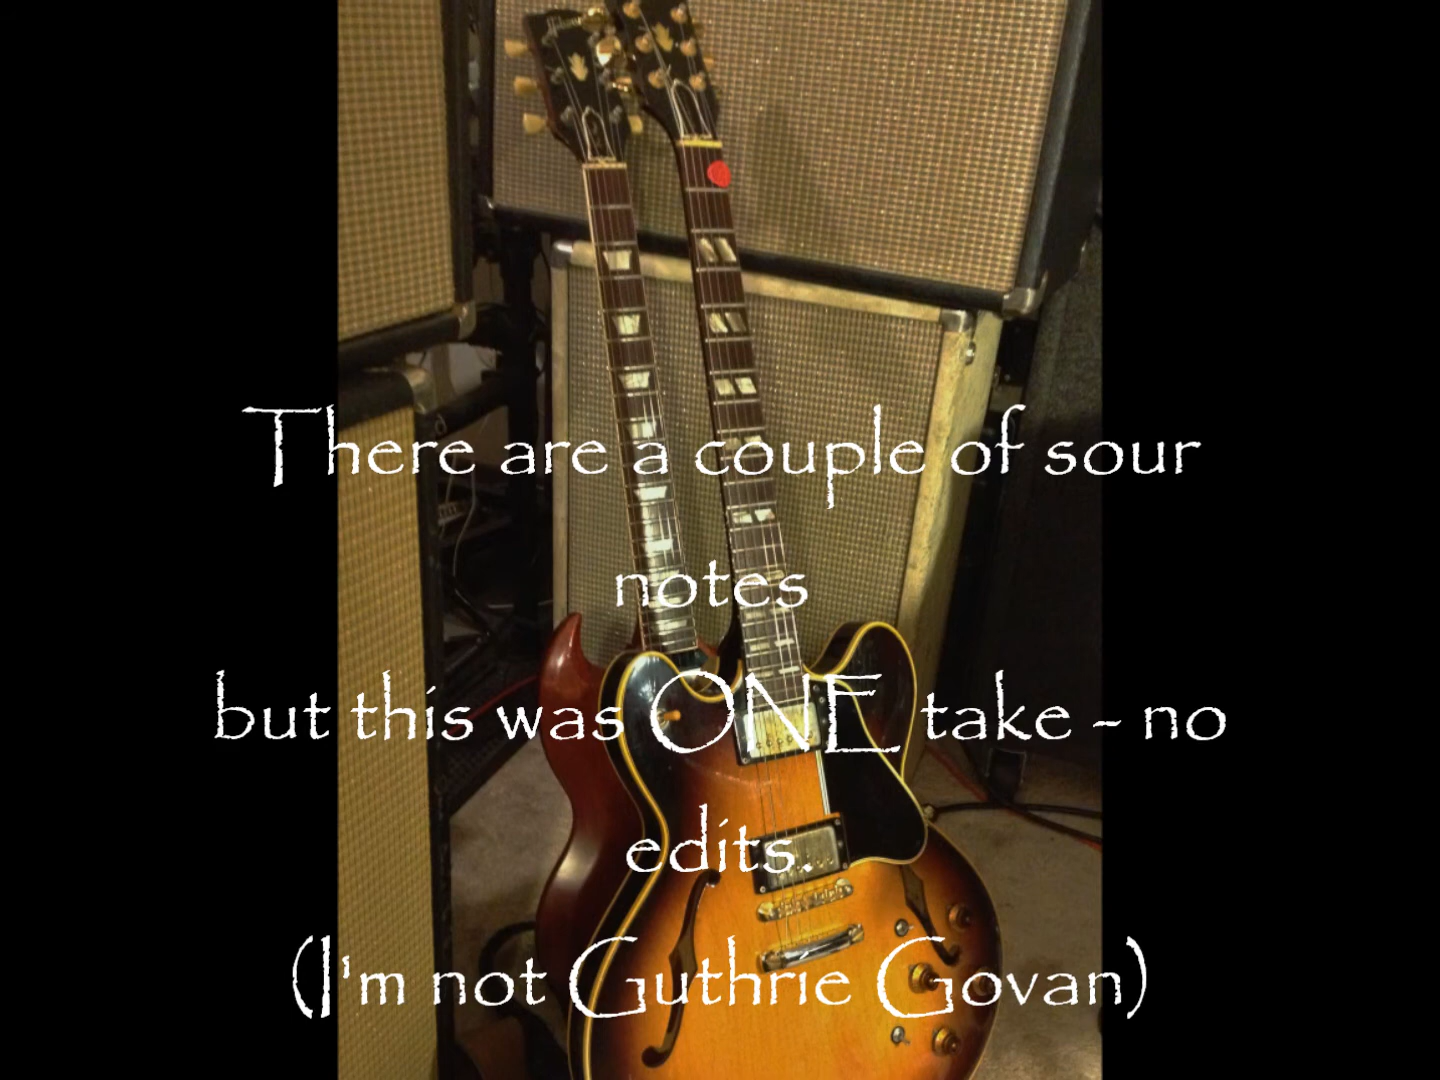 There are a couple of sour
notes
but this was ONE take - no
edits.
(I'm not Guthrie Govan)